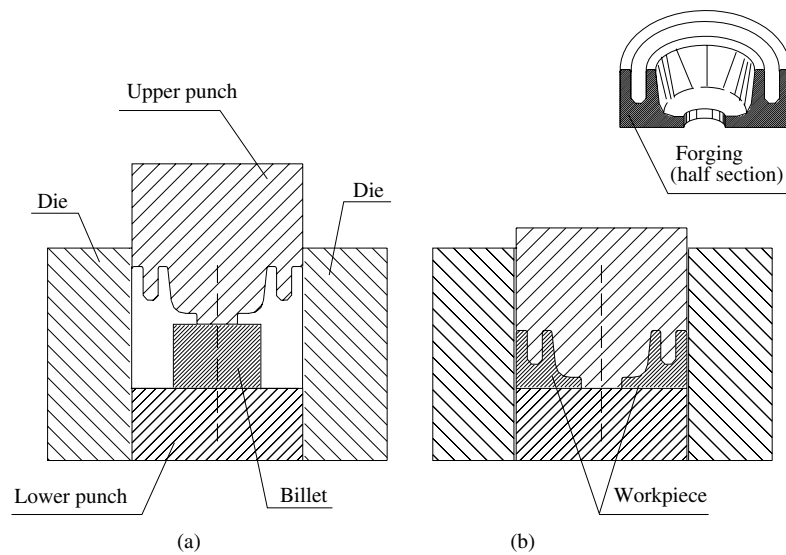 Upper punch
Forging
(half section)
Die
Die
Lower punch
Billet
Workpiece
(a)
(b)